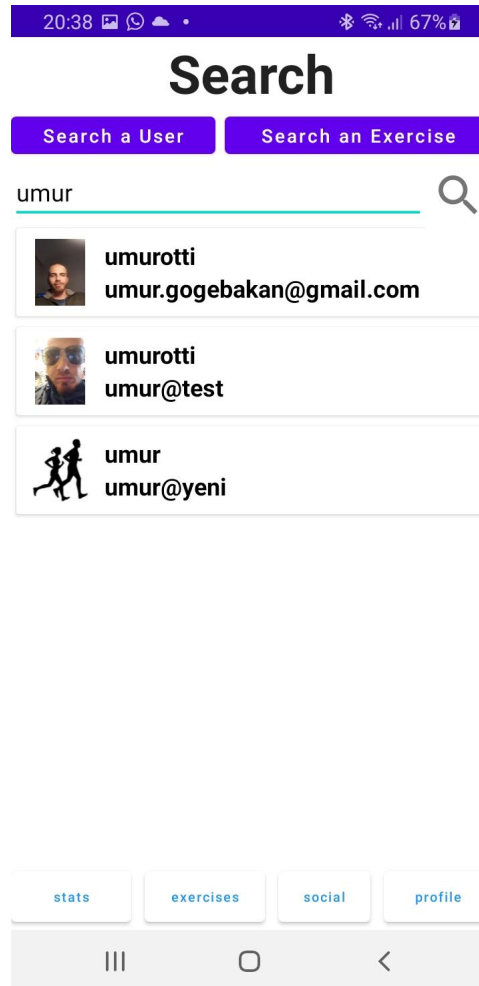 20:38 67%
Search
Search a User Search an Exercise
umur
umurotti
umur.gogebakan@gmail.com
umurotti
umur@test
umur
umur@yeni
stats exercises social profile